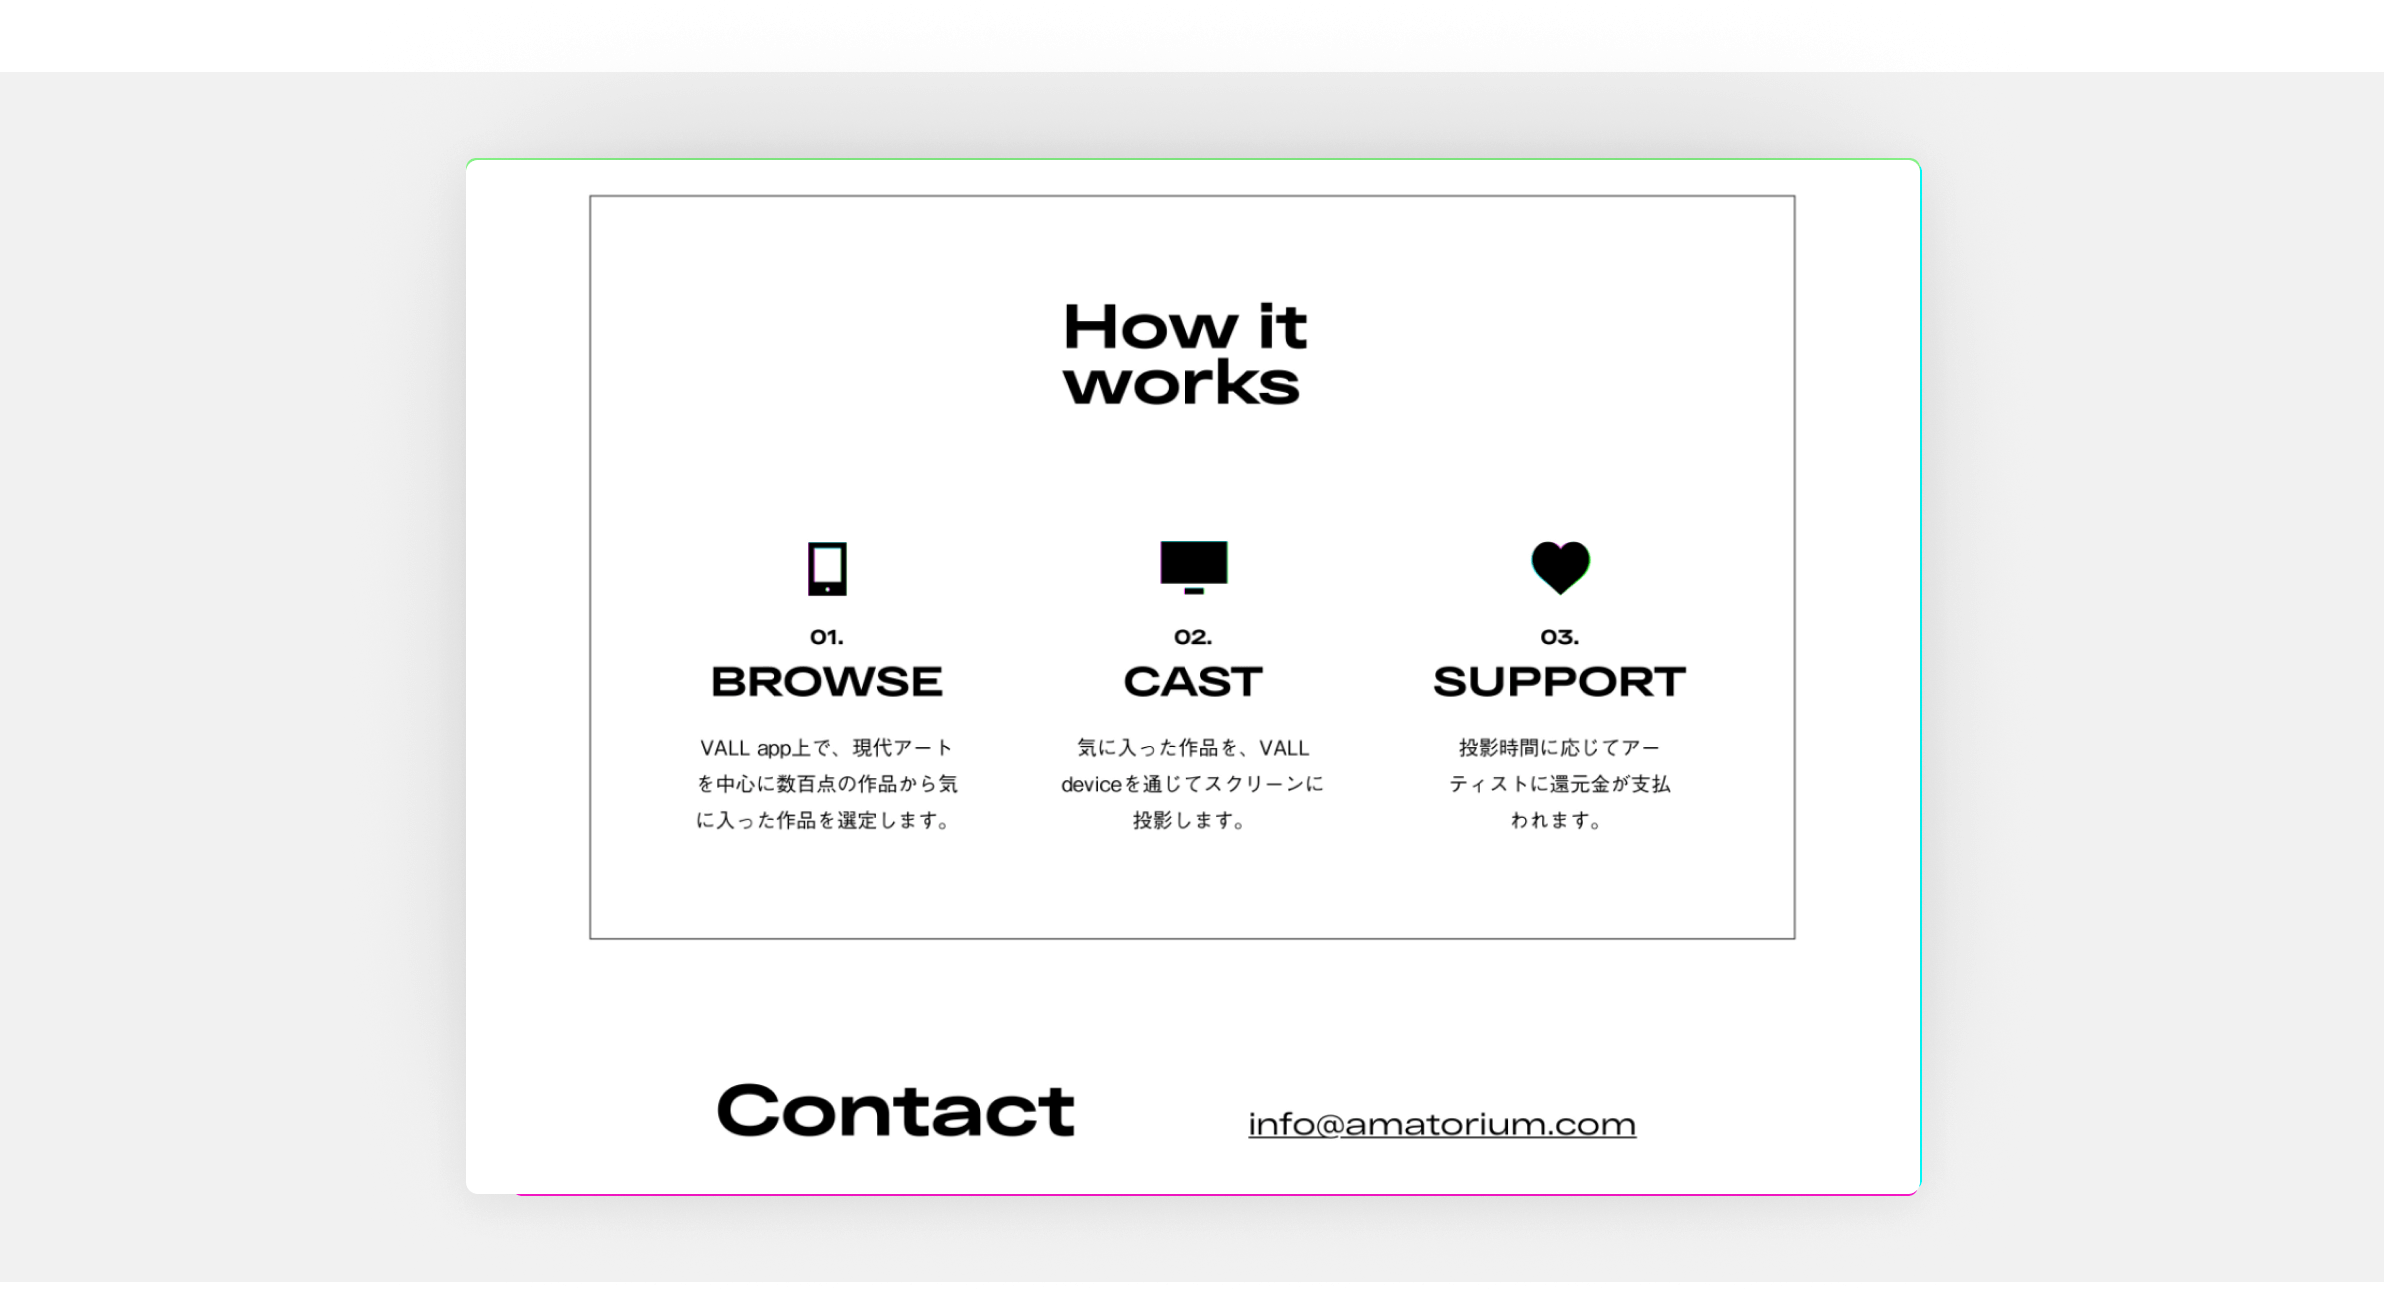 How it
works
01.
BROWSE
VALL app上で、現代アート
を中心に数百点の作品から気
に入った作品を選定します。
02.
CAST
気に入った作品を、VALL
deviceを通じてスクリーンに
投影します。
03.
SUPPORT
投影時間に応じてアー
ティストに還元金が支払
われます。
Contact
info@amatorium.com